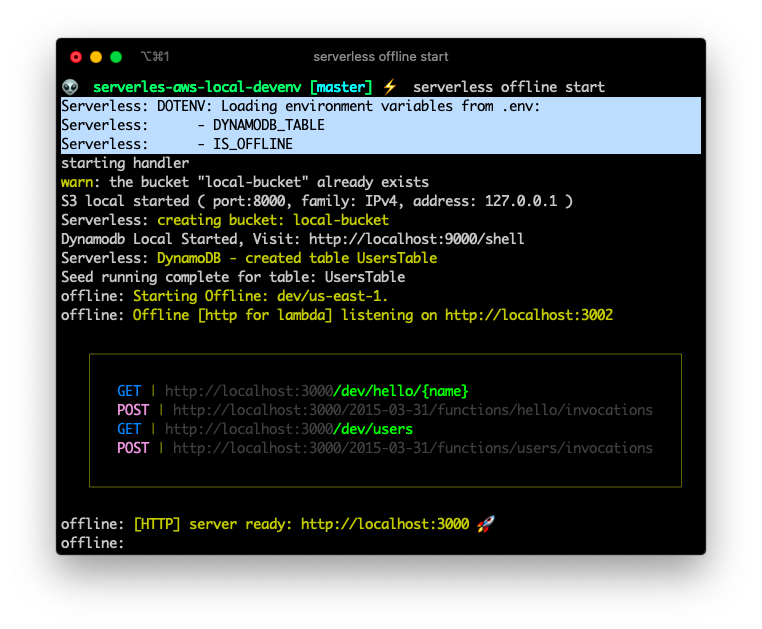 ⌥⌘1 serverless offline start
👽 serverles-aws-local-devenv [master] ⚡ serverless offline start
Serverless: DOTENV: Loading environment variables from .env:
Serverless:      - DYNAMODB_TABLE
Serverless:      - IS_OFFLINE
starting handler
warn: the bucket "local-bucket" already exists
S3 local started ( port:8000, family: IPv4, address: 127.0.0.1 )
Serverless: creating bucket: local-bucket
Dynamodb Local Started, Visit: http://localhost:9000/shell
Serverless: DynamoDB - created table UsersTable
Seed running complete for table: UsersTable
offline: Starting Offline: dev/us-east-1.
offline: Offline [http for lambda] listening on http://localhost:3002
GET | http://localhost:3000/dev/hello/{name}
POST | http://localhost:3000/2015-03-31/functions/hello/invocations
GET | http://localhost:3000/dev/users
POST | http://localhost:3000/2015-03-31/functions/users/invocations
offline: [HTTP] server ready: http://localhost:3000 🚀
offline: